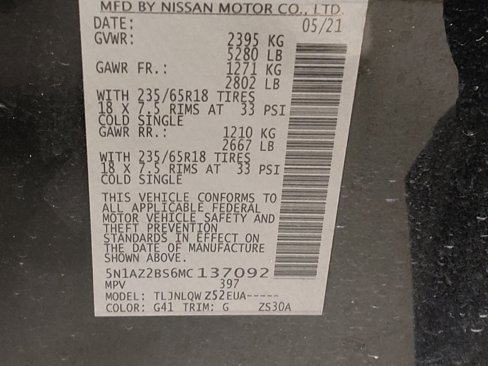 MFD BY NISSAN MOTOR CO., LTD.
DATE: 05/21
GVWR: 2395 KG
5280 LB
GAWR FR.: 1271 KG
2802 LB
WITH 235/65R18 TIRES
18 X 7.5 RIMS AT 33 PSI
COLD SINGLE
GAWR RR.: 1210 KG
2667 LB
WITH 235/65R18 TIRES
18 X 7.5 RIMS AT 33 PSI
COLD SINGLE
THIS VEHICLE CONFORMS TO
ALL APPLICABLE FEDERAL
MOTOR VEHICLE SAFETY AND
THEFT PREVENTION
STANDARDS IN EFFECT ON
THE DATE OF MANUFACTURE
SHOWN ABOVE.
5N1AZ2BS6MC137092
MPV 397
MODEL: TLJNLQWZ52EUA-----
COLOR: G41 TRIM: G ZS30A